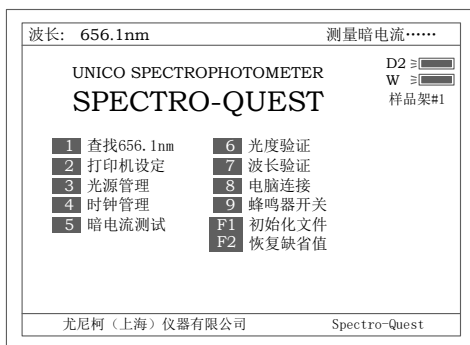 波长: 656.1nm 测量暗电流……
UNICO SPECTROPHOTOMETER
SPECTRO-QUEST
D2
W
样品架#1
1 查找656.1nm
2 打印机设定
3 光源管理
4 时钟管理
5 暗电流测试
6 光度验证
7 波长验证
8 电脑连接
9 蜂鸣器开关
F1 初始化文件
F2 恢复缺省值
尤尼柯（上海）仪器有限公司 Spectro-Quest